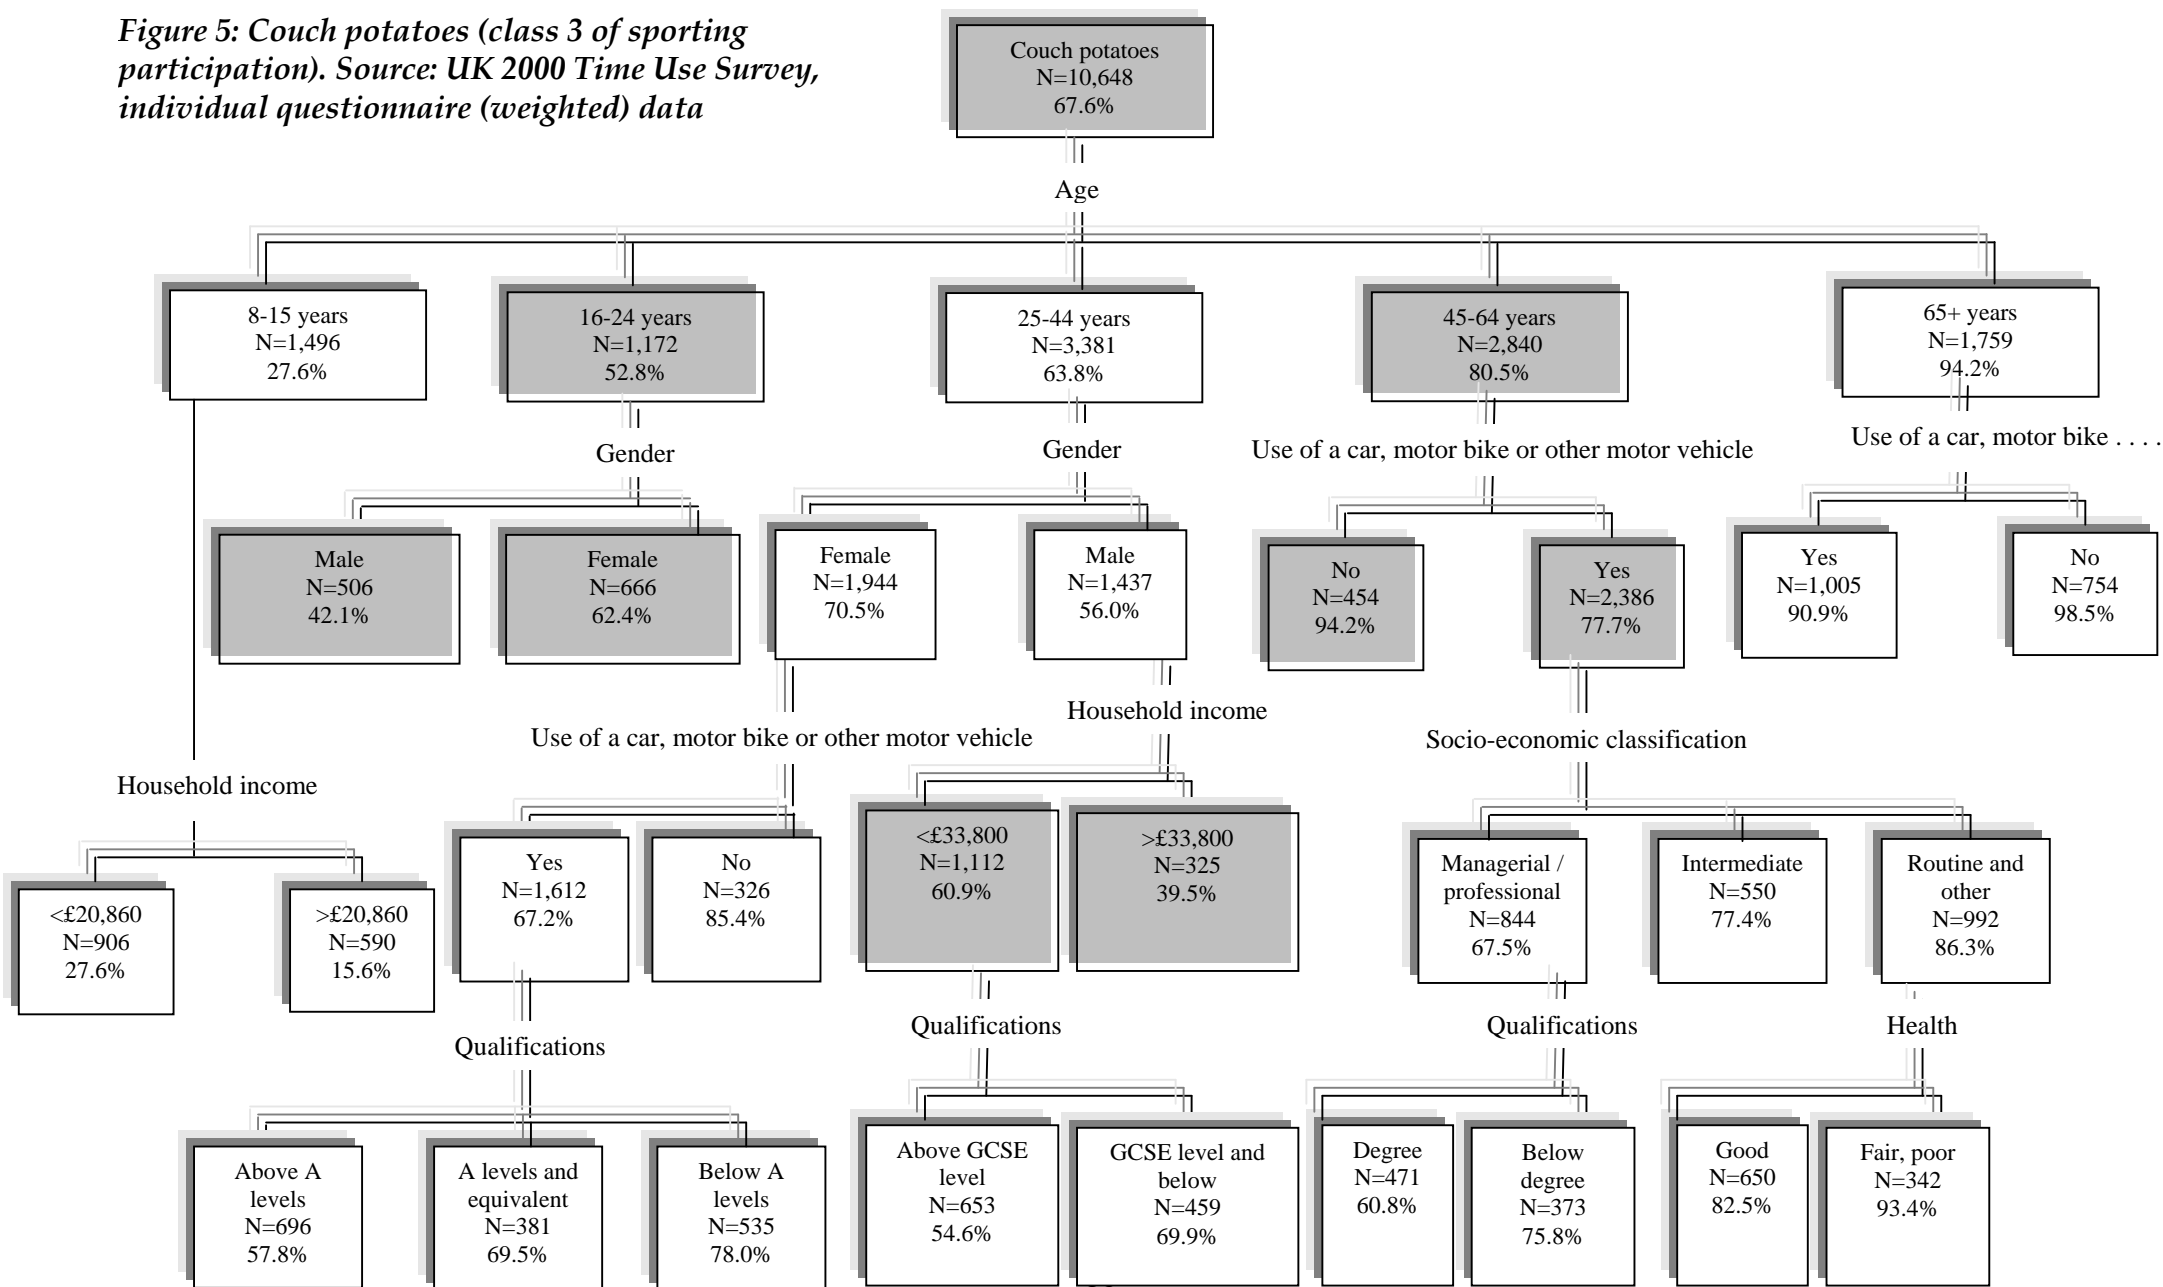 Figure 5: Couch potatoes (class 3 of sporting
participation). Source: UK 2000 Time Use Survey,
individual questionnaire (weighted) data
Couch potatoes
N=10,648
67.6%
Age
8-15 years
N=1,496
27.6%
16-24 years
N=1,172
52.8%
25-44 years
N=3,381
63.8%
45-64 years
N=2,840
80.5%
65+ years
N=1,759
94.2%
Gender
Gender
Use of a car, motor bike or other motor vehicle
Use of a car, motor bike . . . .
Male
N=506
42.1%
Female
N=666
62.4%
Female
N=1,944
70.5%
Male
N=1,437
56.0%
No
N=454
94.2%
Yes
N=2,386
77.7%
Yes
N=1,005
90.9%
No
N=754
98.5%
Household income
Use of a car, motor bike or other motor vehicle
Household income
Socio-economic classification
<£20,860
N=906
27.6%
>£20,860
N=590
15.6%
Yes
N=1,612
67.2%
No
N=326
85.4%
<£33,800
N=1,112
60.9%
>£33,800
N=325
39.5%
Managerial /
professional
N=844
67.5%
Intermediate
N=550
77.4%
Routine and
other
N=992
86.3%
Qualifications
Qualifications
Qualifications
Health
Above A
levels
N=696
57.8%
A levels and
equivalent
N=381
69.5%
Below A
levels
N=535
78.0%
Above GCSE
level
N=653
54.6%
GCSE level and
below
N=459
69.9%
Degree
N=471
60.8%
Below
degree
N=373
75.8%
Good
N=650
82.5%
Fair, poor
N=342
93.4%